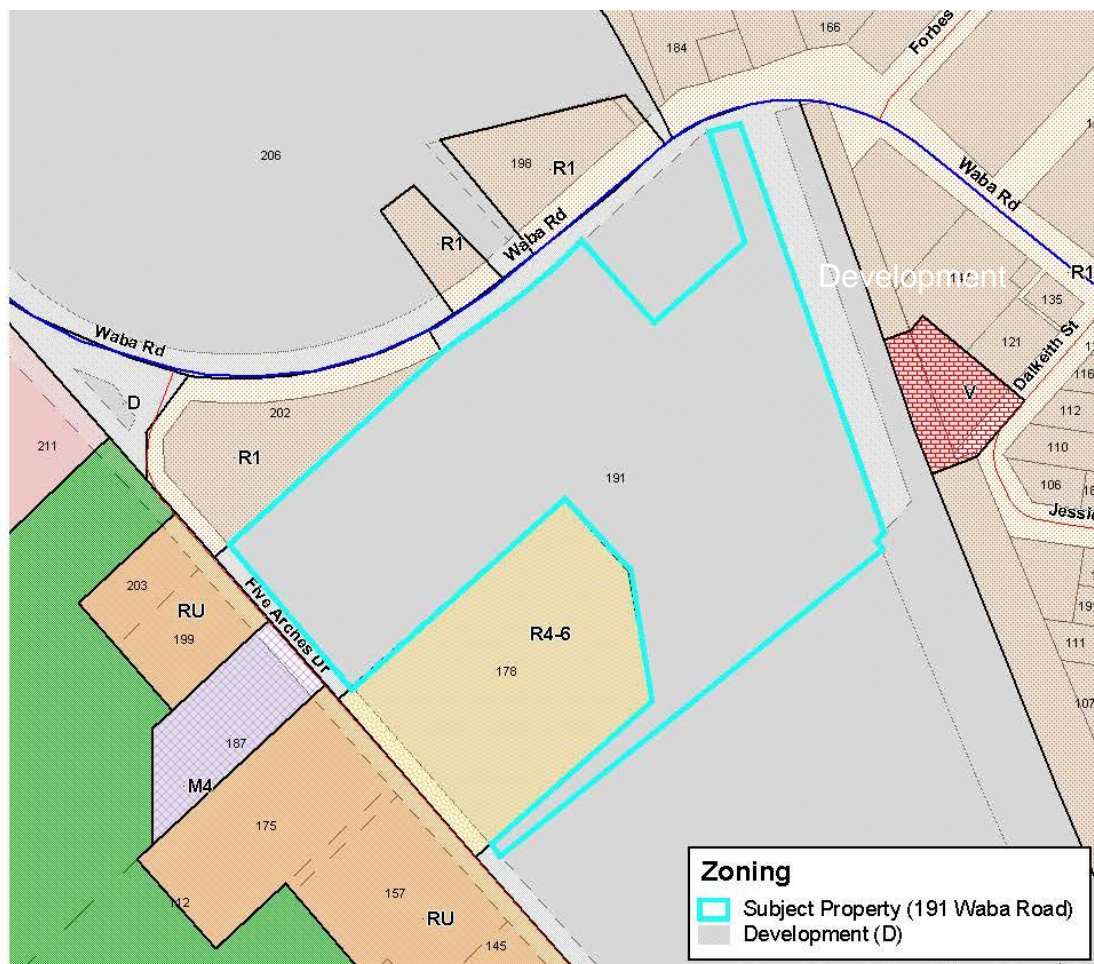 166
184
Forbes
206
198
R1
R1
Waba Rd
Waba Rd
Development
R1
135
121
Dalkeith St
Waba Rd
D
116
V
202
112
211
R1
110
191
106
Jessie
203
RU
Five Arches Dr
R4-6
199
178
111
107
187
M4
175
157
112
RU
145
Zoning
Subject Property (191 Waba Road)
Development (D)